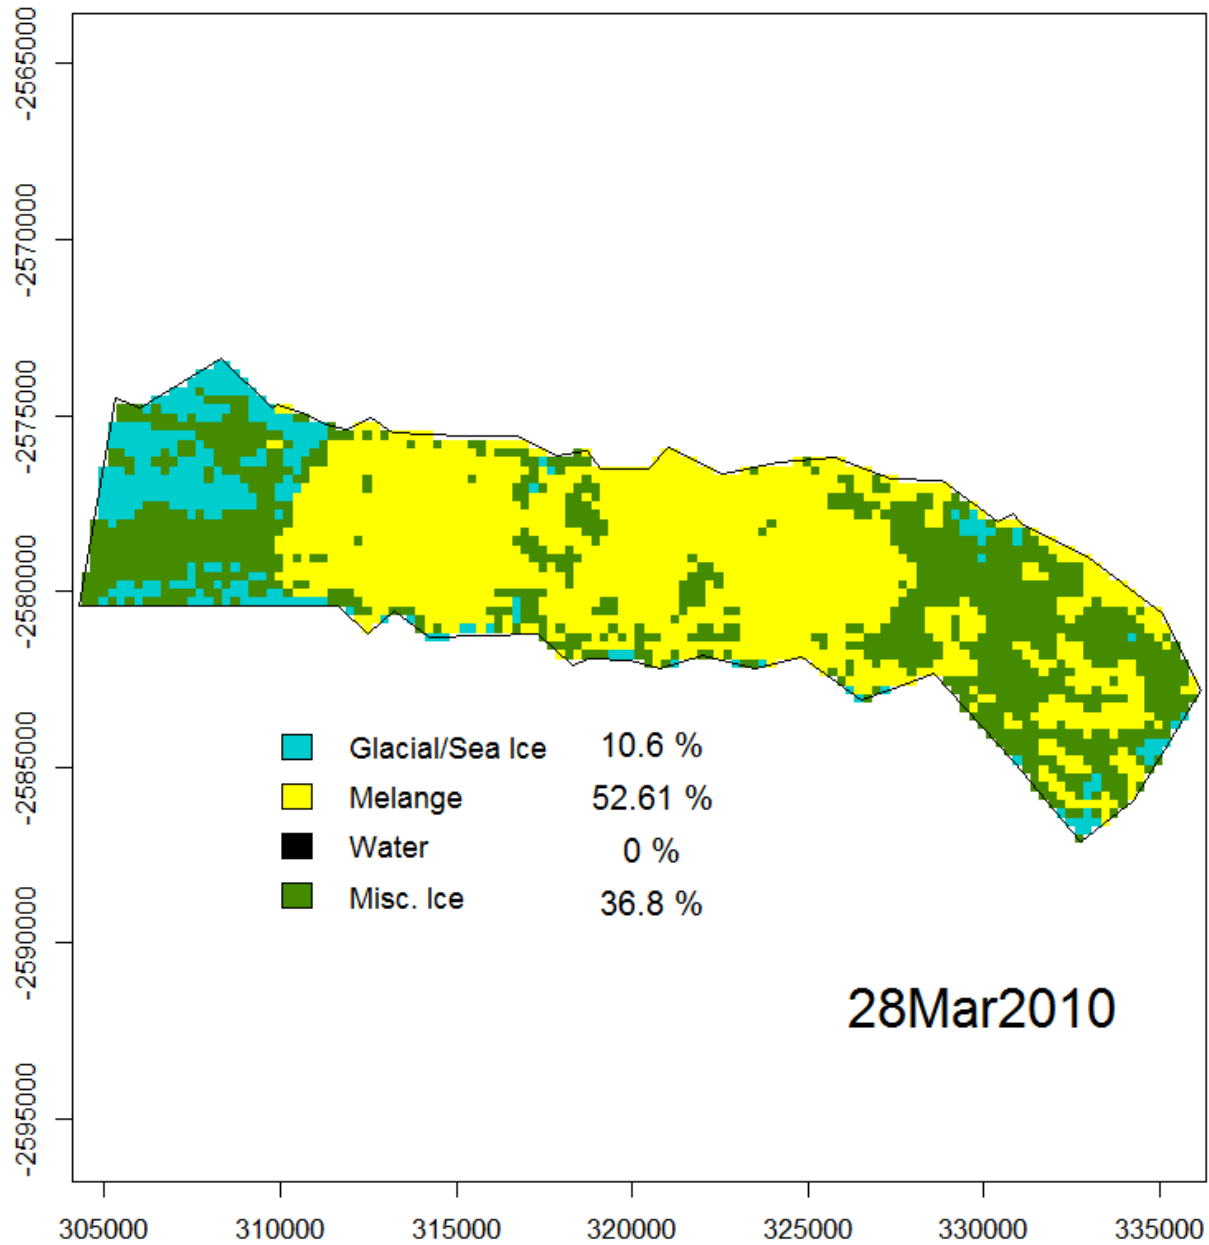 -2565000
-2570000
-2575000
-2580000
-2585000
-2590000
-2595000
Glacial/Sea Ice 10.6 %
Melange 52.61 %
Water 0 %
Misc. Ice 36.8 %
28Mar2010
305000 310000 315000 320000 325000 330000 335000